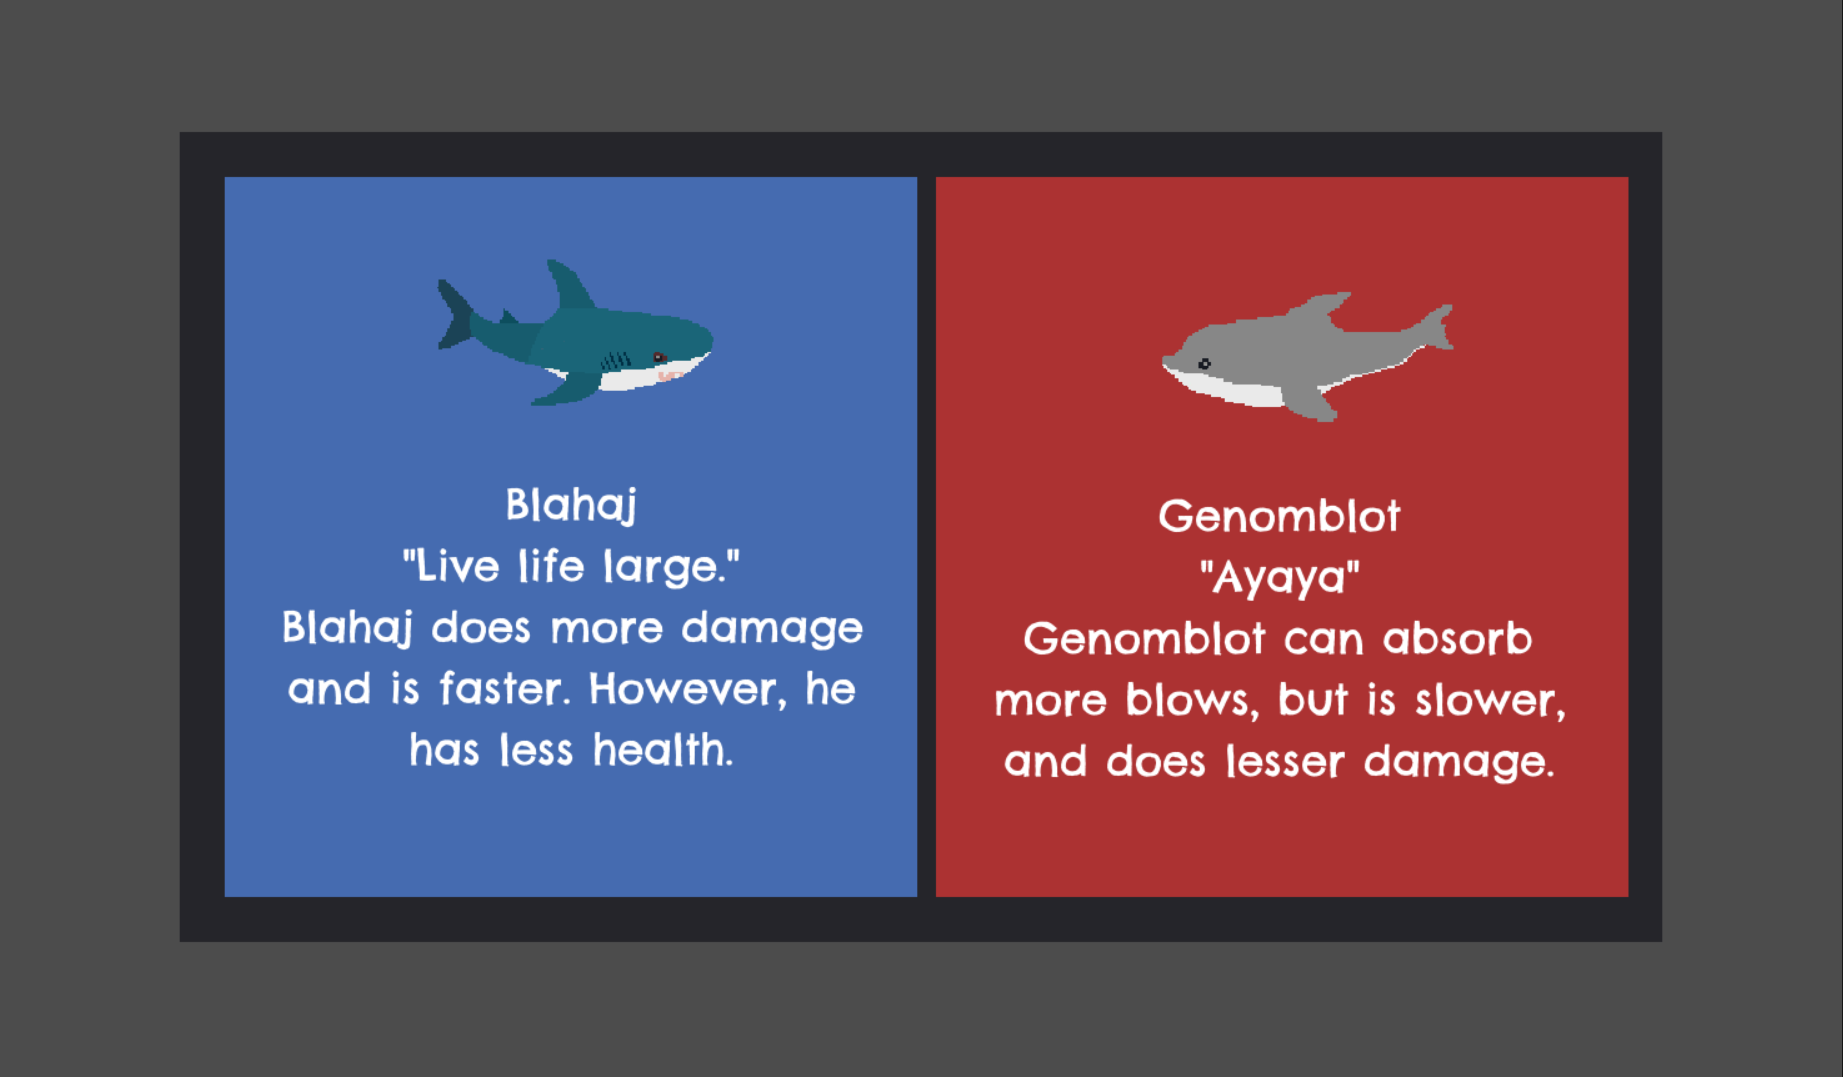 Blahaj
"Live life large."
Blahaj does more damage
and is faster. However, he
has less health.
Genomblot
"Ayaya"
Genomblot can absorb
more blows, but is slower,
and does lesser damage.